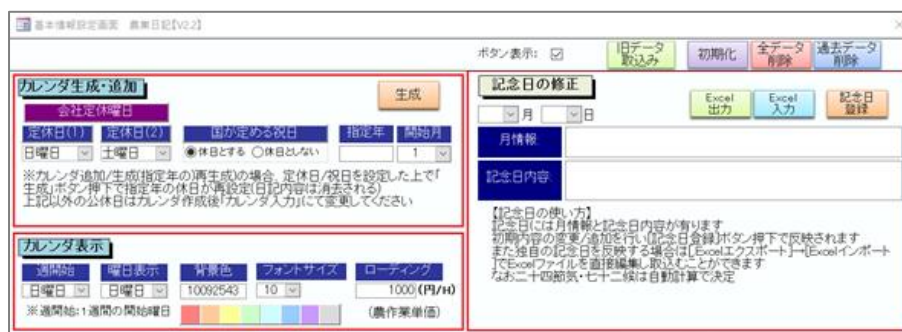 基本情報設定画面 農業日記【V2.2】
ボタン表示: ☑ 旧データ取込み 初期化 全データ削除 過去データ削除
カレンダ生成・追加
生成
会社定休曜日
定休日(1) 定休日(2) 国が定める祝日 指定年 開始月
日曜日 土曜日 ◉休日とする ○休日としない 1
※カレンダ追加/生成(指定年の)再生成)の場合、定休日/祝日を設定した上で「
生成」ボタン押下で指定年の休日が再設定(日記内容は消去される)
上記以外の公休日はカレンダ作成後「カレンダ入力」にて変更してください
カレンダ表示
週開始 曜日表示 背景色 フォントサイズ ローディング
日曜日 日曜日 10092543 10 1000 (円/H)
※週開始:1週間の開始曜日 (農作業単価)
記念日の修正
月 日
Excel出力 Excel入力 記念日登録
月情報
記念日内容
【記念日の使い方】
記念日には月情報と記念日内容が有ります
初期内容の変更/追加を行い[記念日登録]ボタン押下で反映されます
また独自の記念日を反映する場合は[Excelエクスポート]→[Excelインポート
でExcelファイルを直接編集し取込むことができます
なお二十四節気・七十二候は自動計算で決定